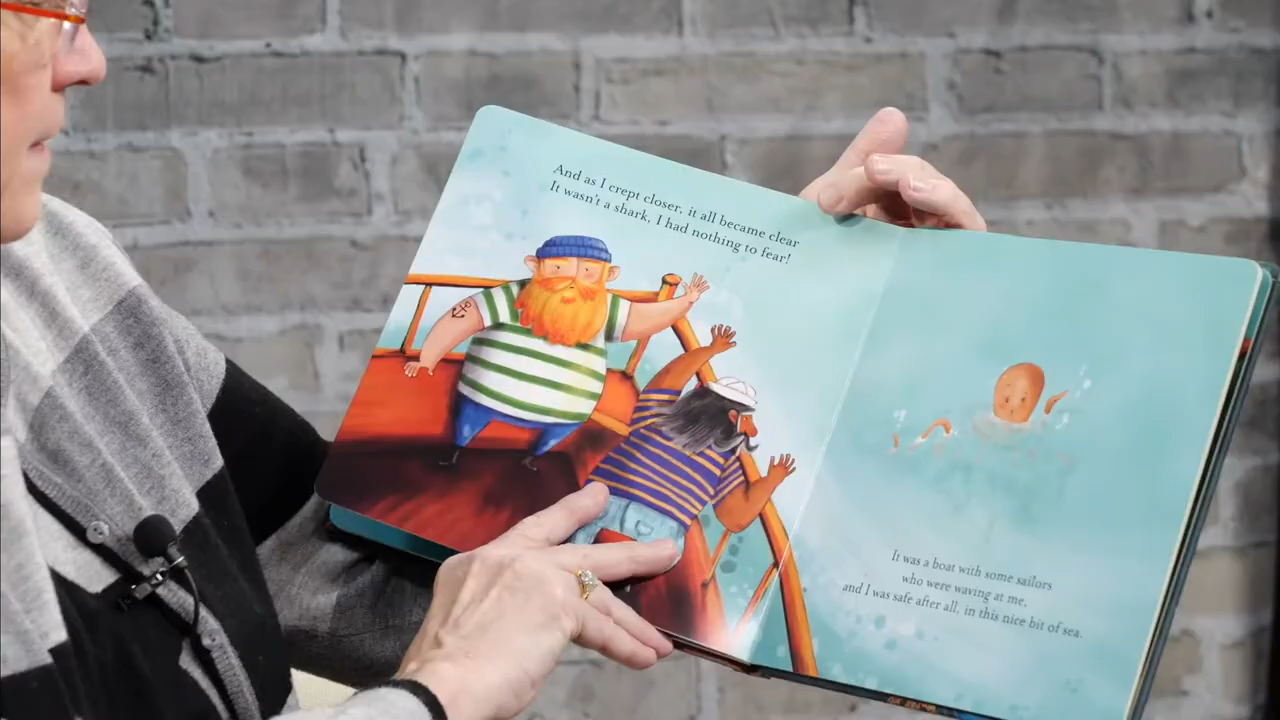 And as I crept closer, it all became clear
It wasn't a shark, I had nothing to fear!
It was a boat with some sailors
who were waving at me,
and I was safe after all, in this nice bit of sea.